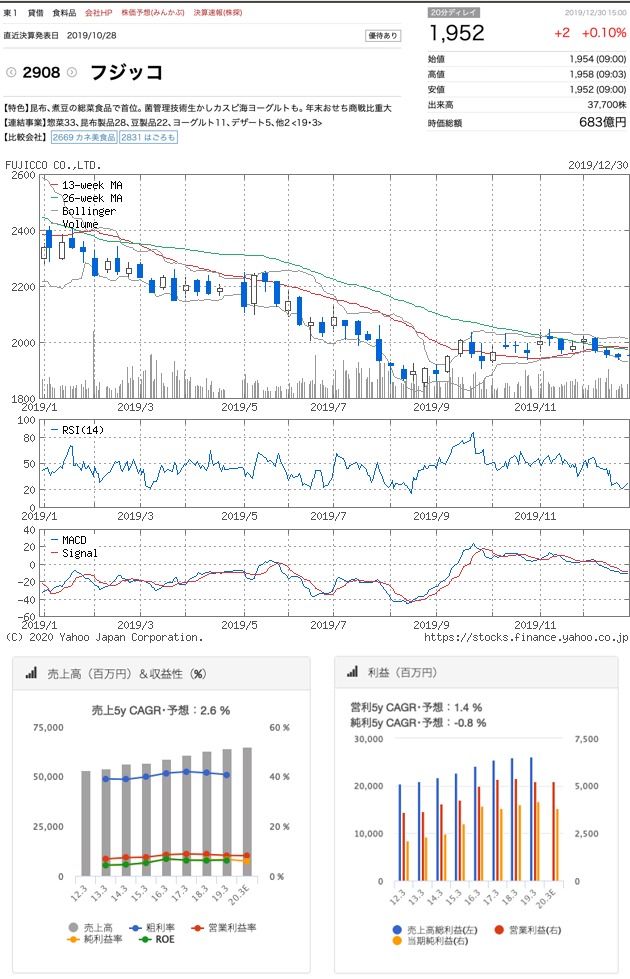 東１ 貸借 食料品 会社HP 株価予想(みんかぶ) 決算速報(株探)
直近決算発表日 2019/10/28 優待あり
2908 フジッコ
20分ディレイ 2019/12/30 15:00
1,952 +2 +0.10%
始値 1,954 (09:00)
高値 1,958 (09:03)
安値 1,952 (09:00)
出来高 37,700株
時価総額 683億円
【特色】昆布、煮豆の総菜食品で首位。菌管理技術生かしカスピ海ヨーグルトも。年末おせち商戦比重大
【連結事業】惣菜33、昆布製品28、豆製品22、ヨーグルト11、デザート5、他2 <19・3>
【比較会社】 2669 カネ美食品 2831 はごろも
FUJICCO CO.,LTD. 2019/12/30
2600
2400
2200
2000
1800
13-week MA
26-week MA
Bollinger
Volume
2019/1 2019/3 2019/5 2019/7 2019/9 2019/11
100
80
60
40
20
0
RSI(14)
2019/1 2019/3 2019/5 2019/7 2019/9 2019/11
40
20
0
-20
-40
-60
MACD
Signal
2019/1 2019/3 2019/5 2019/7 2019/9 2019/11
(C) 2020 Yahoo Japan Corporation. https://stocks.finance.yahoo.co.jp
売上高（百万円）＆収益性（%）
売上5y CAGR・予想：2.6 %
75,000
50,000
25,000
0
60 %
40 %
20 %
0 %
12.3 13.3 14.3 15.3 16.3 17.3 18.3 19.3 20.3E
売上高 粗利率 営業利益率
純利益率 ROE
利益（百万円）
営利5y CAGR・予想：1.4 %
純利5y CAGR・予想：-0.8 %
30,000
20,000
10,000
0
7,500
5,000
2,500
0
12.3 13.3 14.3 15.3 16.3 17.3 18.3 19.3 20.3E
売上高総利益(左) 営業利益(右)
当期純利益(右)